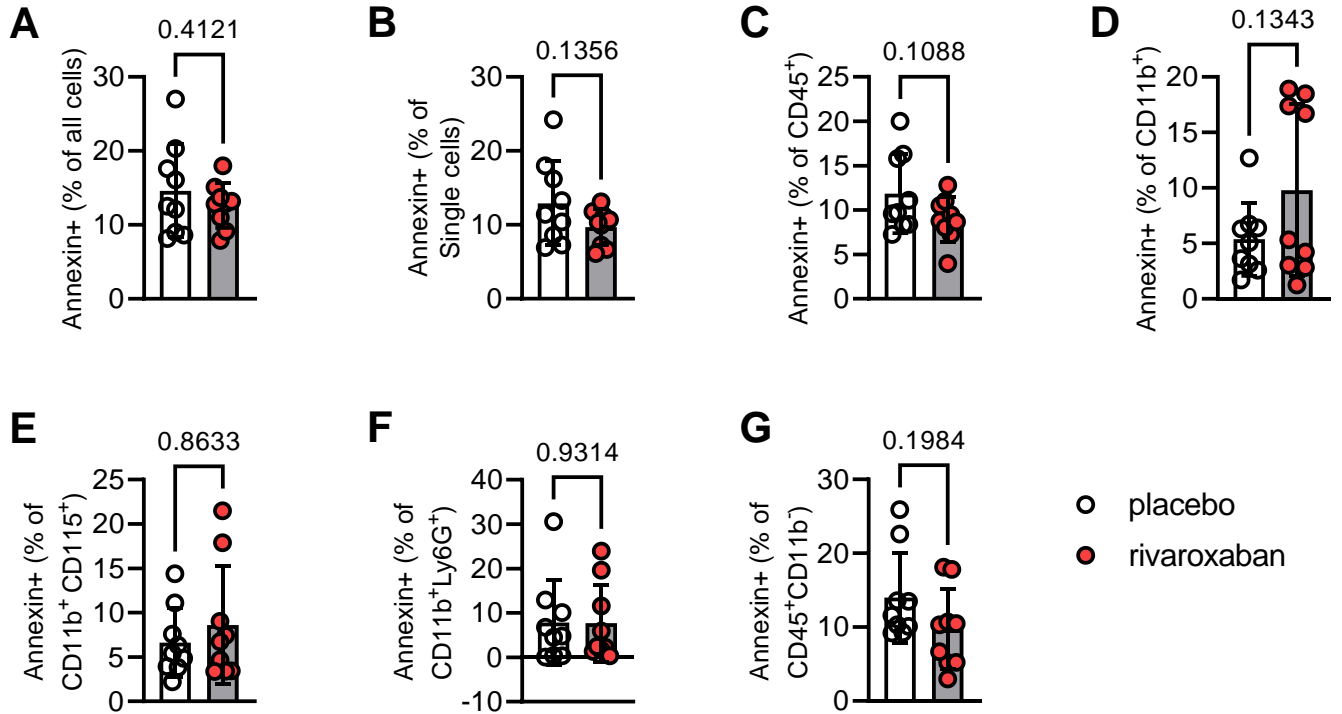 A
0.4121
Annexin+ (% of all cells)
30
20
10
0
B
0.1356
Annexin+ (% of
Single cells)
30
20
10
0
C
0.1088
Annexin+ (% of CD45⁺)
25
20
15
10
5
0
D
0.1343
Annexin+ (% of CD11b⁺)
20
15
10
5
0
E
0.8633
Annexin+ (% of
CD11b⁺ CD115⁺)
25
20
15
10
5
0
F
0.9314
Annexin+ (% of
CD11b⁺Ly6G⁺)
40
30
20
10
0
-10
G
0.1984
Annexin+ (% of
CD45⁺CD11b⁻)
30
20
10
0
placebo
rivaroxaban